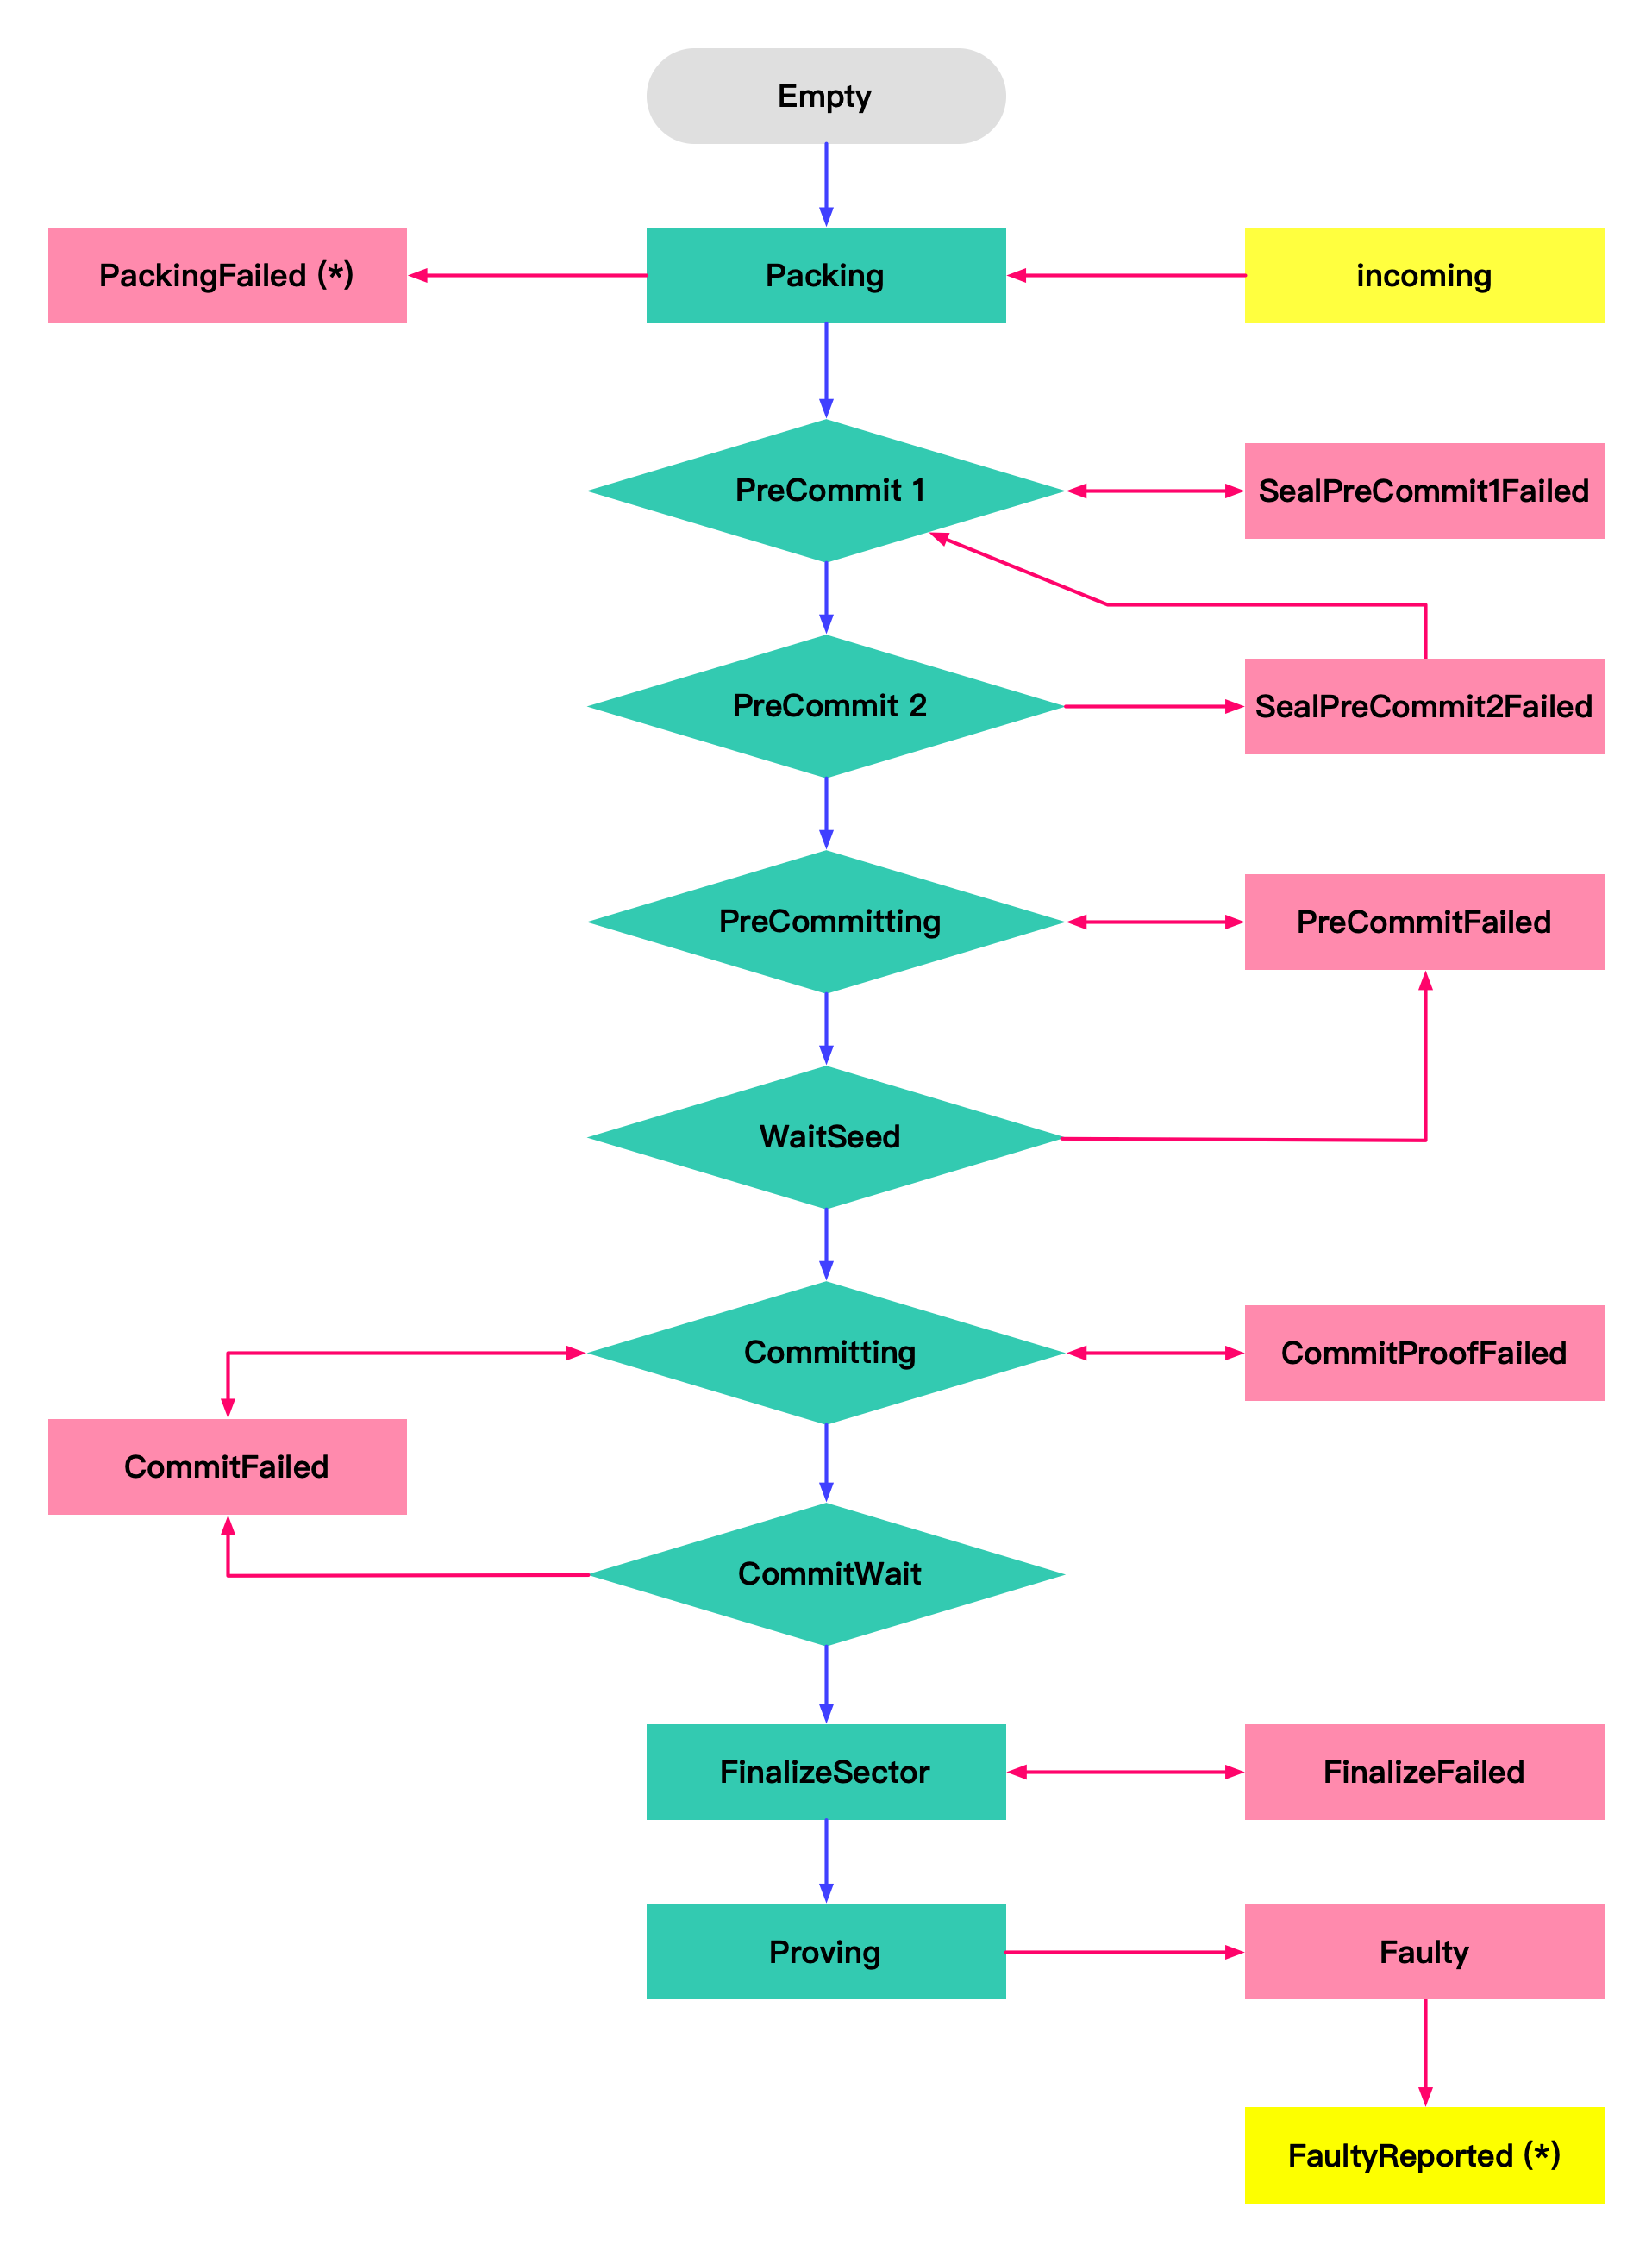 Empty
PackingFailed (*)
Packing
incoming
PreCommit 1
SealPreCommit1Failed
PreCommit 2
SealPreCommit2Failed
PreCommitting
PreCommitFailed
WaitSeed
Committing
CommitProofFailed
CommitFailed
CommitWait
FinalizeSector
FinalizeFailed
Proving
Faulty
FaultyReported (*)